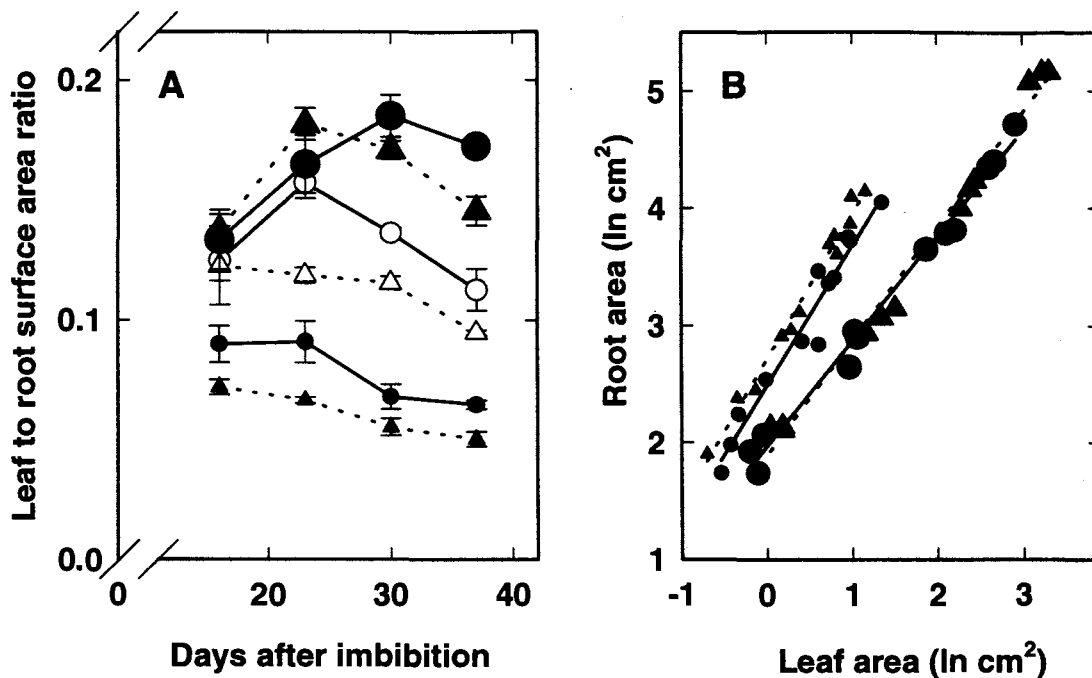 A
B
Leaf to root surface area ratio
0.2
0.1
0.0
0
20
30
40
Days after imbibition
Root area (ln cm²)
5
4
3
2
1
-1
0
1
2
3
Leaf area (ln cm²)